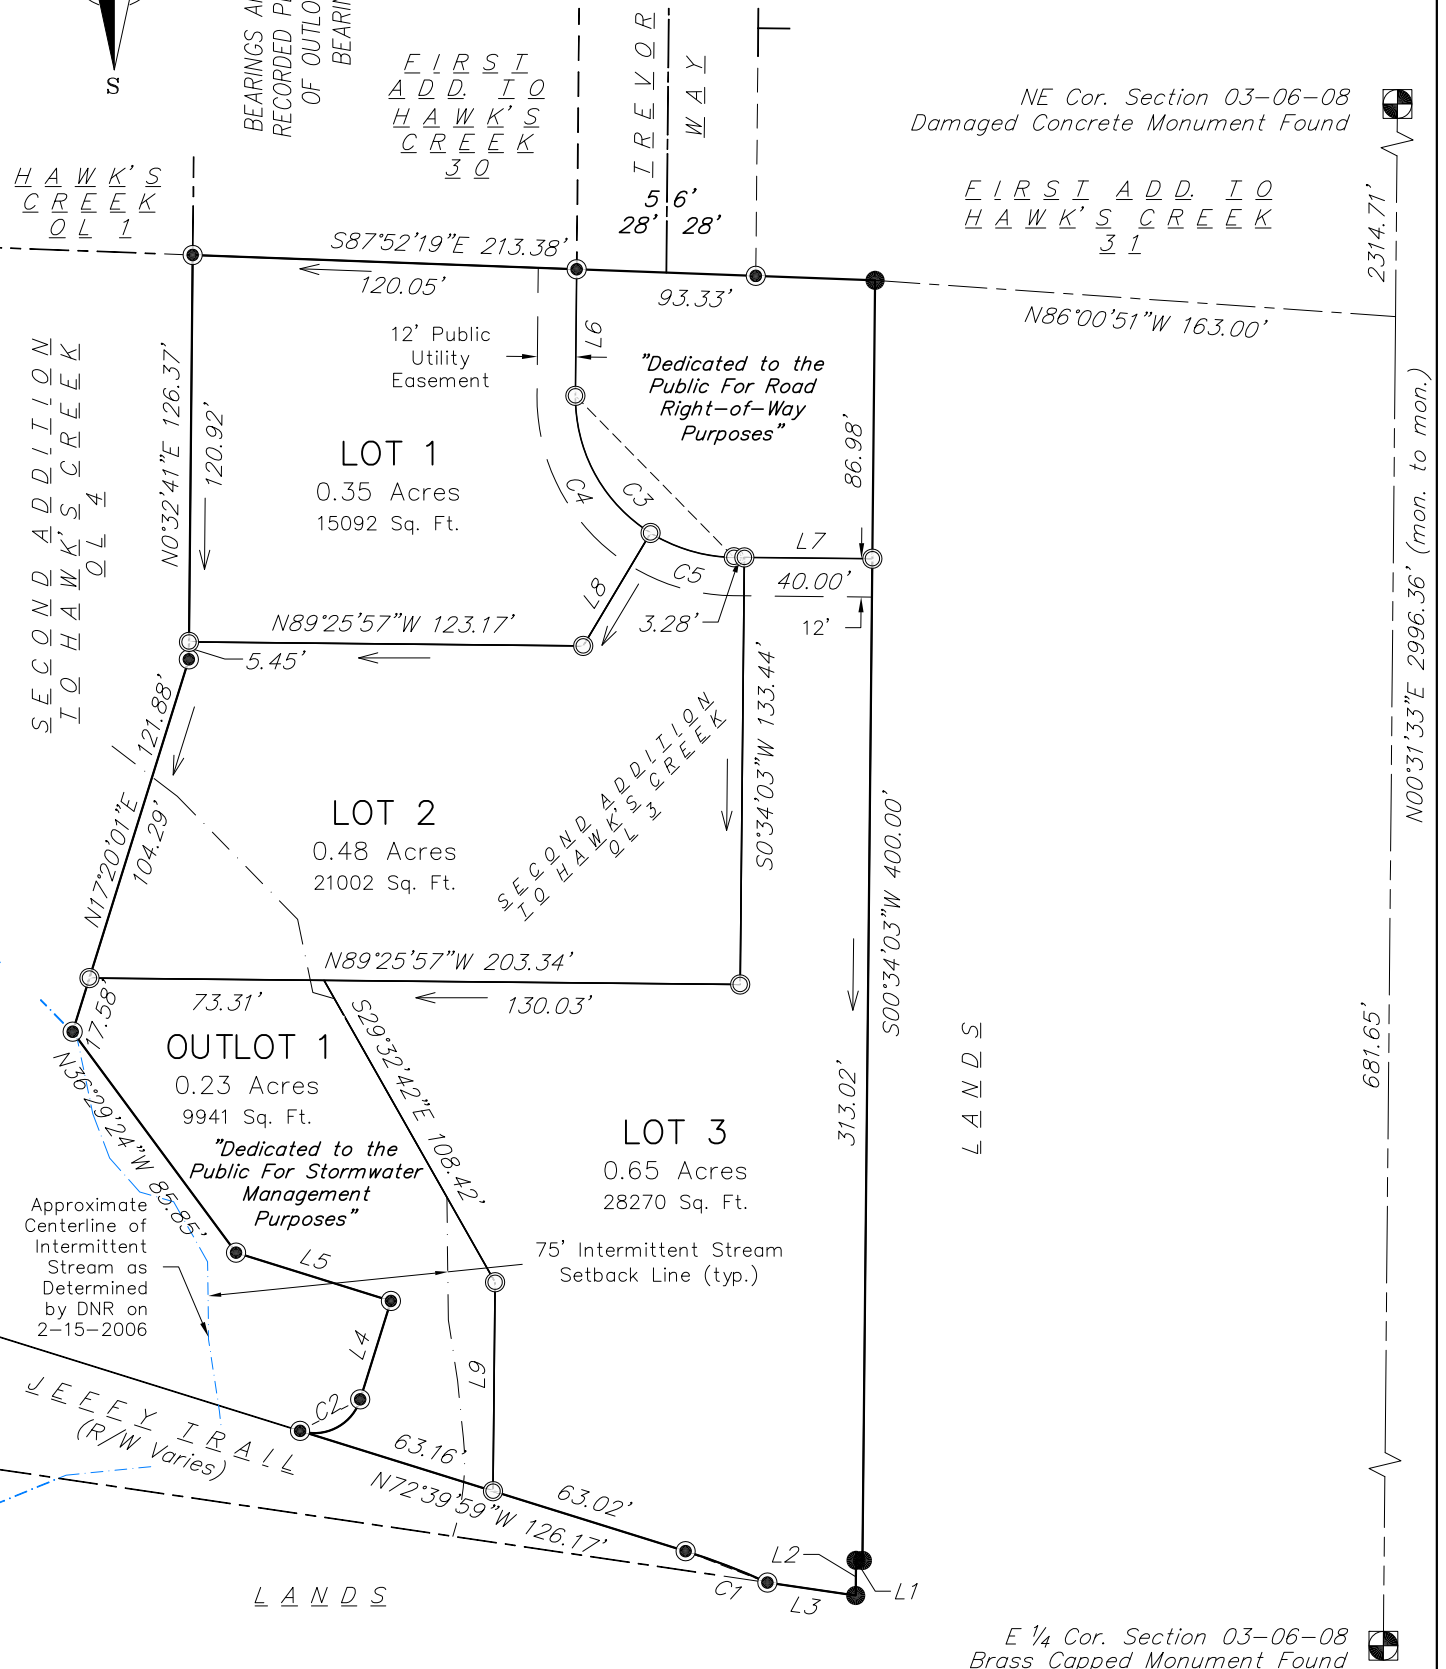 S
BEARINGS
RECORDED
OF OUTLO
BEARIN
FIRST
ADD. TO
HAWK'S
CREEK
30
TREVOR
WAY
NE Cor. Section 03-06-08
Damaged Concrete Monument Found
HAWK'S
CREEK
OL 1
FIRST ADD. TO
HAWK'S CREEK
31
56'
28' 28'
2314.71'
S87°52'19"E 213.38'
120.05'
93.33'
N86°00'51"W 163.00'
12' Public
Utility
Easement
L6
"Dedicated to the
Public For Road
Right-of-Way
Purposes"
SECOND ADDITION
TO HAWK'S CREEK
OL 4
N0°32'41"E 126.37'
120.92'
LOT 1
0.35 Acres
15092 Sq. Ft.
C4
C3
86.98'
N00°31'33"E 2996.36' (mon. to mon.)
L7
C5
40.00'
L8
3.28'
12'
N89°25'57"W 123.17'
5.45'
121.88'
N17°20'01"E
104.29'
LOT 2
0.48 Acres
21002 Sq. Ft.
SECOND ADDITION
TO HAWK'S CREEK
OL 3
S0°34'03"W 133.44'
S00°34'03"W 400.00'
N89°25'57"W 203.34'
73.31'
130.03'
17.58'
OUTLOT 1
0.23 Acres
9941 Sq. Ft.
"Dedicated to the
Public For Stormwater
Management
Purposes"
S29°32'42"E 108.42'
N36°29'24"W 85.85'
313.02'
LANDS
681.65'
LOT 3
0.65 Acres
28270 Sq. Ft.
Approximate
Centerline of
Intermittent
Stream as
Determined
by DNR on
2-15-2006
75' Intermittent Stream
Setback Line (typ.)
L5
L4
L9
C2
JEFFY TRAIL
(R/W Varies)
63.16'
N72°39'59"W 126.17'
63.02'
L2
L1
C1
L3
LANDS
E 1/4 Cor. Section 03-06-08
Brass Capped Monument Found